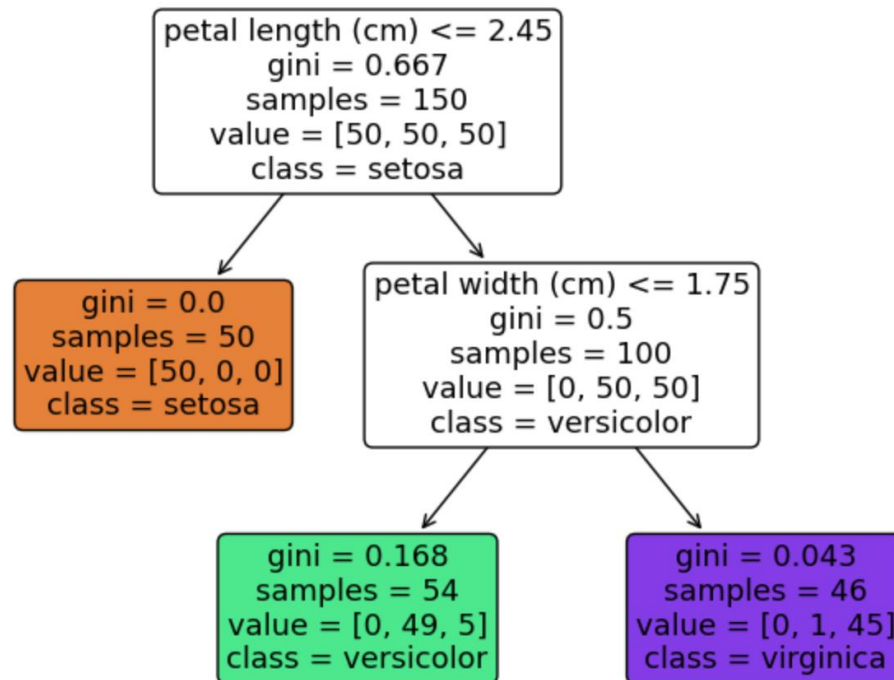 petal length (cm) <= 2.45
gini = 0.667
samples = 150
value = [50, 50, 50]
class = setosa
gini = 0.0
samples = 50
value = [50, 0, 0]
class = setosa
petal width (cm) <= 1.75
gini = 0.5
samples = 100
value = [0, 50, 50]
class = versicolor
gini = 0.168
samples = 54
value = [0, 49, 5]
class = versicolor
gini = 0.043
samples = 46
value = [0, 1, 45]
class = virginica